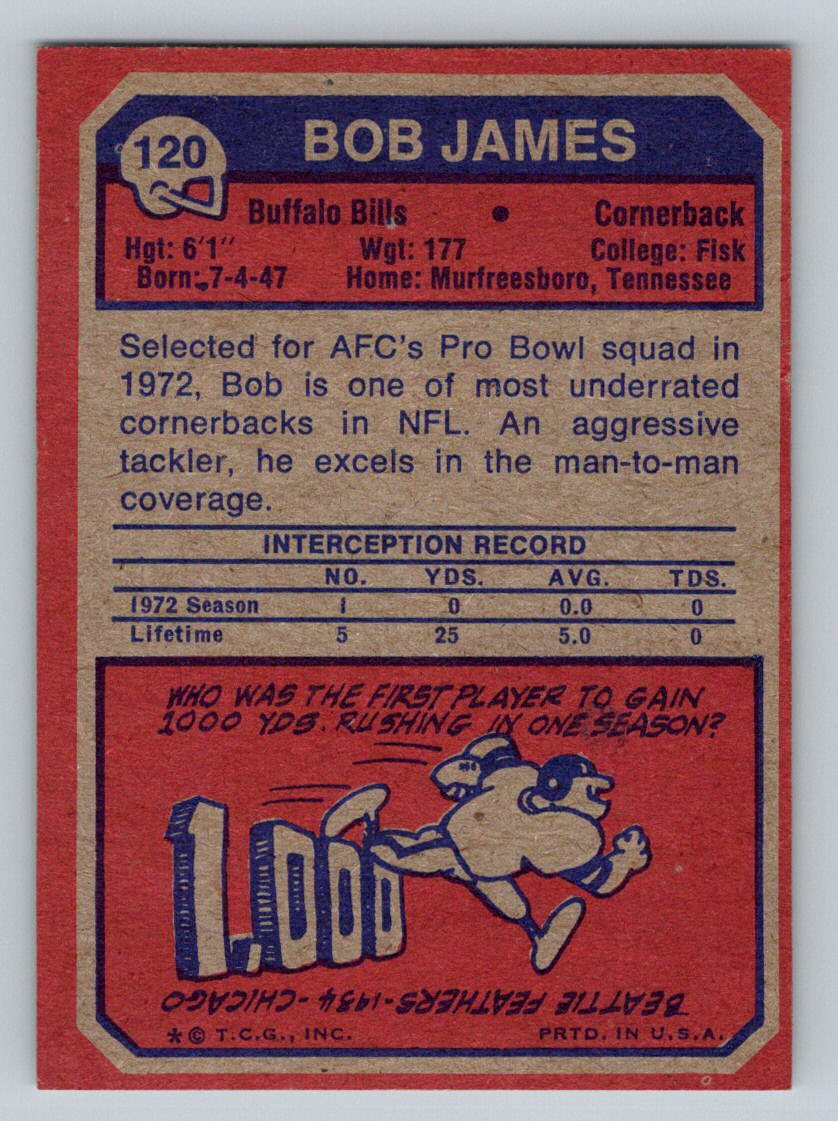 120
BOB JAMES
Buffalo Bills • Cornerback
Hgt: 6'1" Wgt: 177 College: Fisk
Born: 7-4-47 Home: Murfreesboro, Tennessee
Selected for AFC's Pro Bowl squad in
1972, Bob is one of most underrated
cornerbacks in NFL. An aggressive
tackler, he excels in the man-to-man
coverage.
INTERCEPTION RECORD
NO. YDS. AVG. TDS.
1972 Season 1 0 0.0 0
Lifetime 5 25 5.0 0
WHO WAS THE FIRST PLAYER TO GAIN
1000 YDS. RUSHING IN ONE SEASON?
1,000
BEATTIE FEATHERS-1934-CHICAGO
*© T.C.G., INC. PRTD. IN U.S.A.